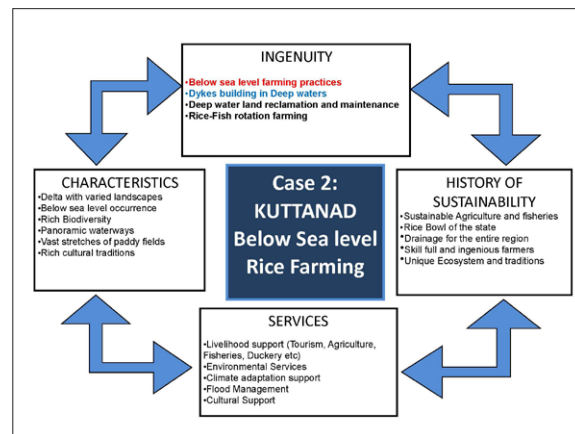 INGENUITY
•Below sea level farming practices
•Dykes building in Deep waters
•Deep water land reclamation and maintenance
•Rice-Fish rotation farming
CHARACTERISTICS
•Delta with varied landscapes
•Below sea level occurrence
•Rich Biodiversity
•Panoramic waterways
•Vast stretches of paddy fields
•Rich cultural traditions
Case 2:
KUTTANAD
Below Sea level
Rice Farming
HISTORY OF
SUSTAINABILITY
•Sustainable Agriculture and fisheries
•Rice Bowl of the state
•Drainage for the entire region
•Skill full and ingenious farmers
•Unique Ecosystem and traditions
SERVICES
•Livelihood support (Tourism, Agriculture,
Fisheries, Duckery etc)
•Environmental Services
•Climate adaptation support
•Flood Management
•Cultural Support